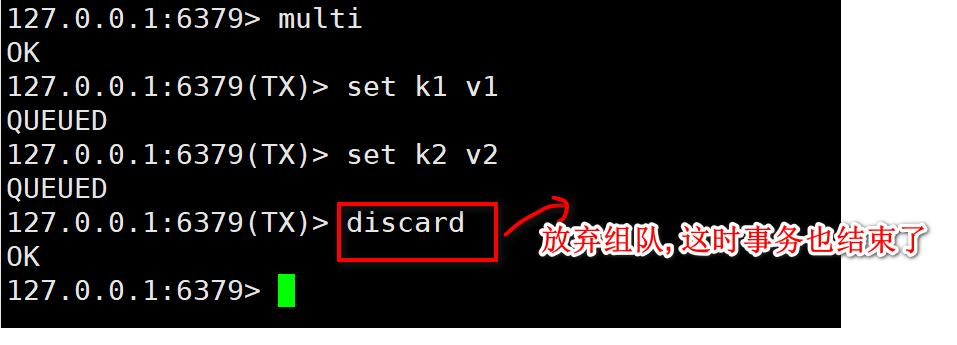 127.0.0.1:6379> multi
OK
127.0.0.1:6379(TX)> set k1 v1
QUEUED
127.0.0.1:6379(TX)> set k2 v2
QUEUED
127.0.0.1:6379(TX)> discard
放弃组队,这时事务也结束了
OK
127.0.0.1:6379>